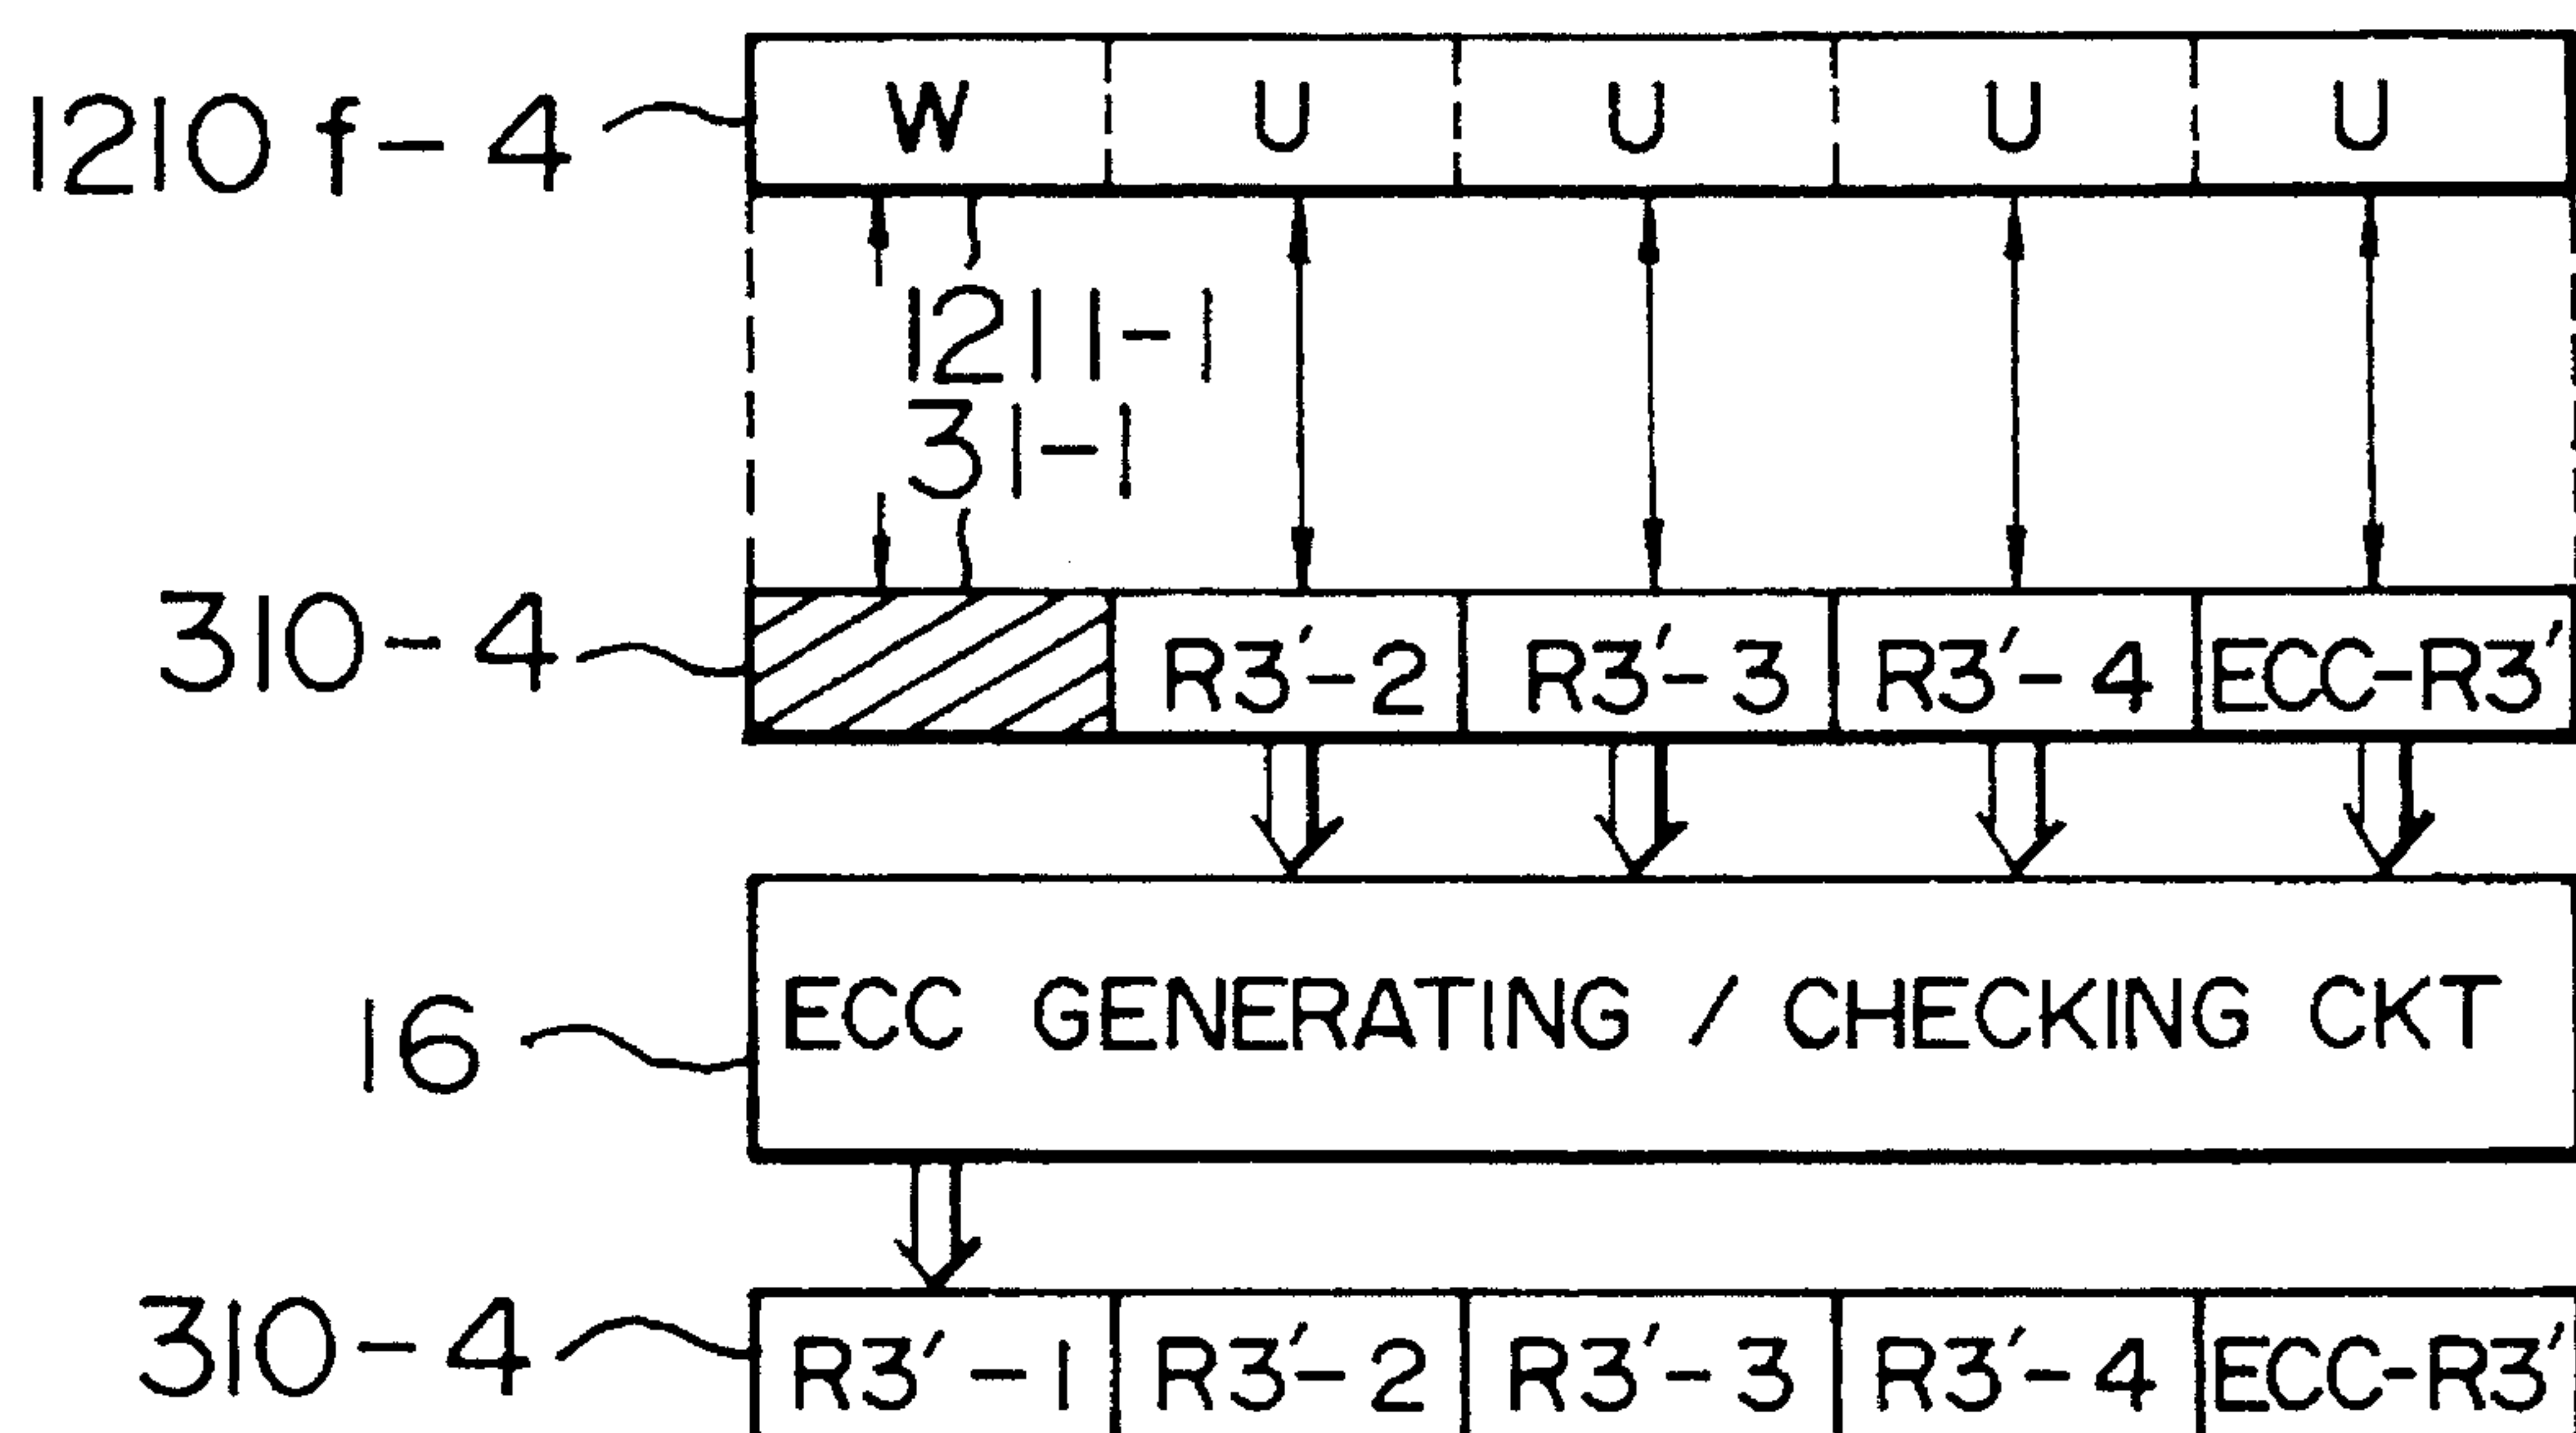 1210 f-4 W U U U U
1211-1
31-1
310-4 R3'-2 R3'-3 R3'-4 ECC-R3'
16 ECC GENERATING / CHECKING CKT
310-4 R3'-1 R3'-2 R3'-3 R3'-4 ECC-R3'